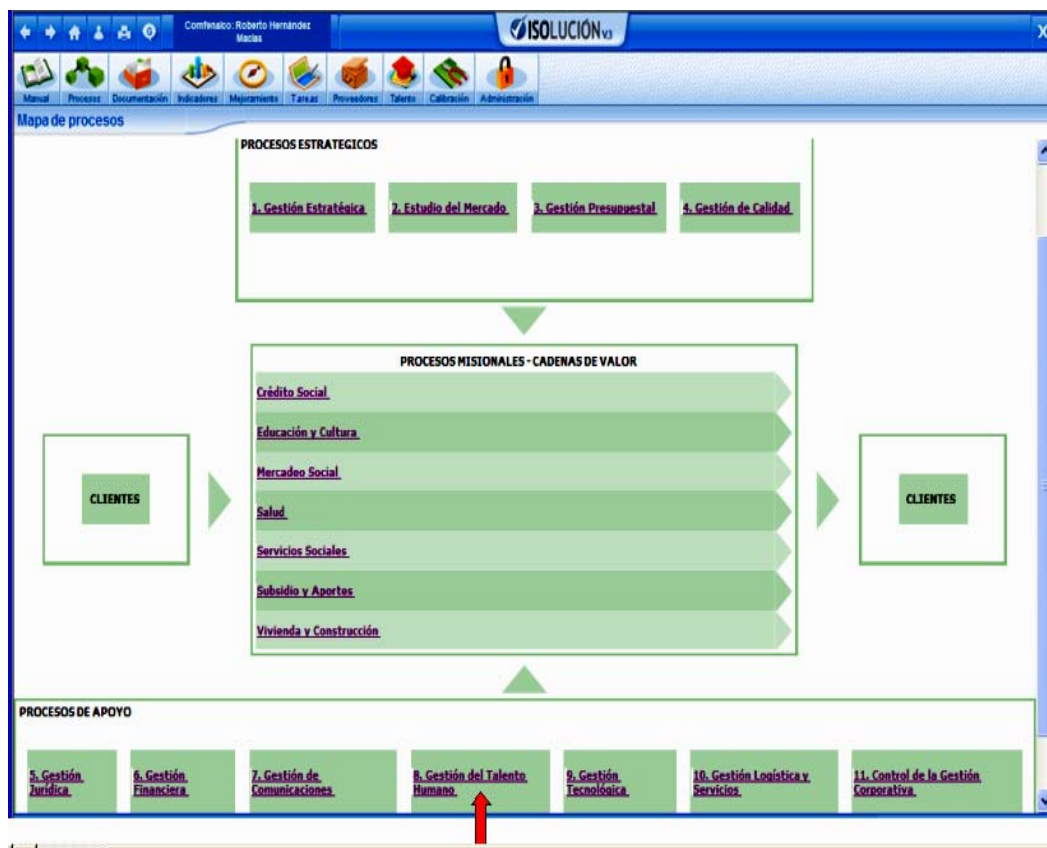 Comfenalco: Roberto Hernández
Macias
ISOLUCIÓN V3
X
Manual Procesos Documentación Indicadores Mejoramiento Tareas Proveedores Talento Calibración Administración
Mapa de procesos
PROCESOS ESTRATEGICOS
1. Gestión Estratégica 2. Estudio del Mercado 3. Gestión Presupuestal 4. Gestión de Calidad
PROCESOS MISIONALES - CADENAS DE VALOR
Crédito Social
Educación y Cultura
Mercadeo Social
CLIENTES
Salud
CLIENTES
Servicios Sociales
Subsidio y Aportes
Vivienda y Construcción
PROCESOS DE APOYO
5. Gestión
Jurídica
6. Gestión
Financiera
7. Gestión de
Comunicaciones
8. Gestión del Talento
Humano
9. Gestión
Tecnológica
10. Gestión Logística y
Servicios
11. Control de la Gestión
Corporativa